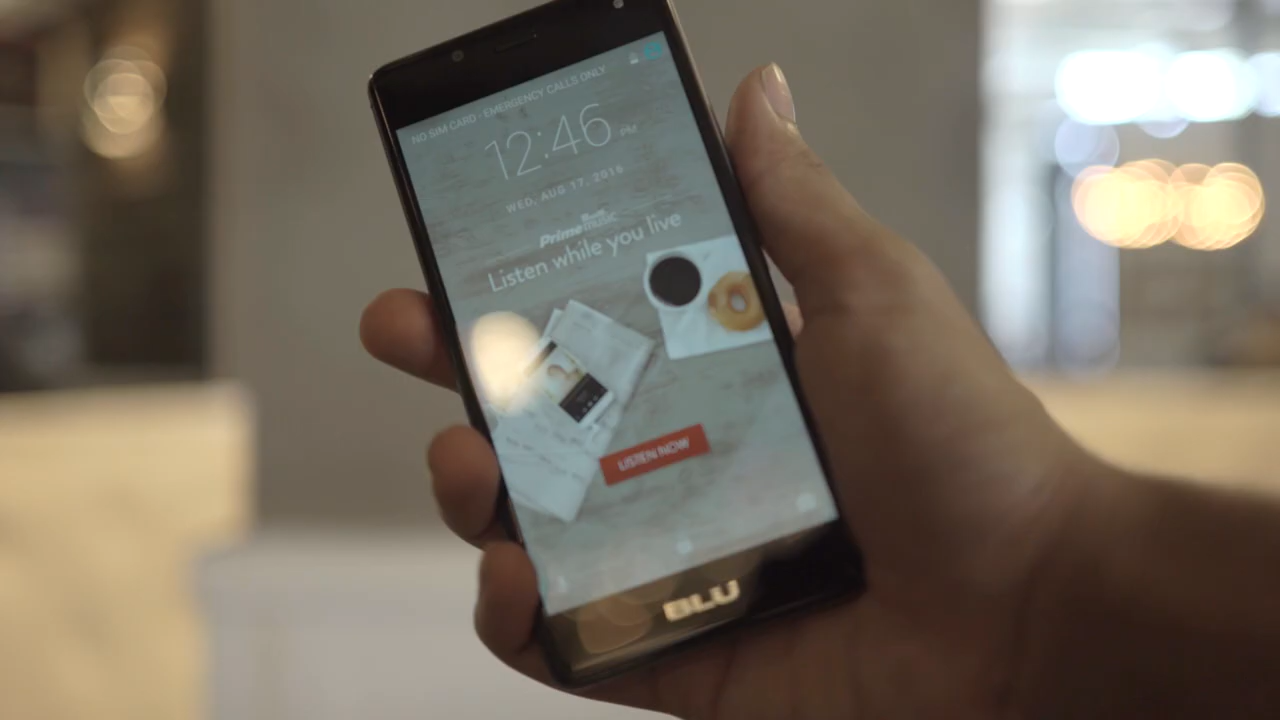 NO SIM CARD - EMERGENCY CALLS ONLY
12:46 PM
WED, AUG 17, 2016
Prime music
Listen while you live
LISTEN NOW
BLU